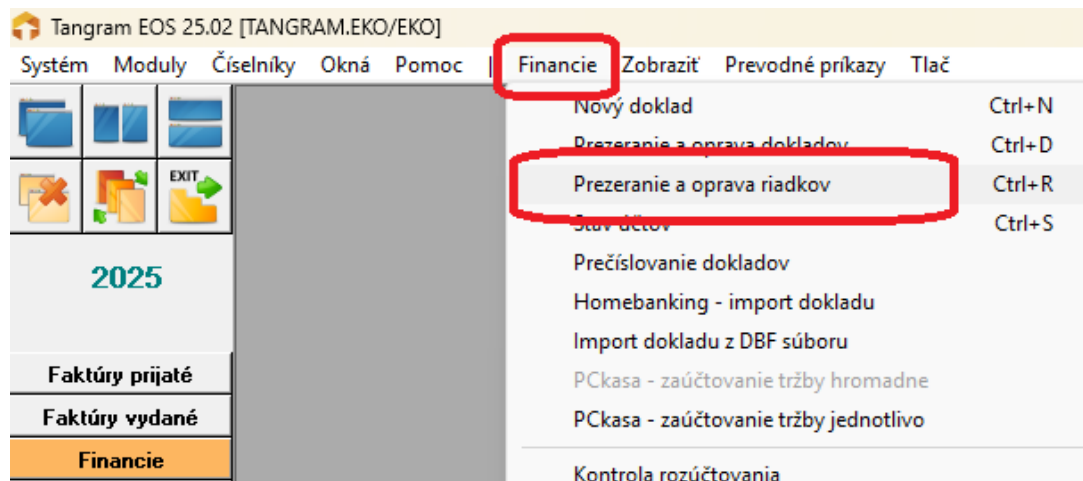 Tangram EOS 25.02 [TANGRAM.EKO/EKO]
Systém Moduly Číselníky Okná Pomoc | Financie Zobraziť Prevodné príkazy Tlač
Nový doklad Ctrl+N
Prezeranie a oprava dokladov Ctrl+D
EXIT
Prezeranie a oprava riadkov Ctrl+R
Stav účtov Ctrl+S
2025
Prečíslovanie dokladov
Homebanking - import dokladu
Import dokladu z DBF súboru
Faktúry prijaté
PCkasa - zaúčtovanie tržby hromadne
Faktúry vydané
PCkasa - zaúčtovanie tržby jednotlivo
Financie
Kontrola rozúčtovania